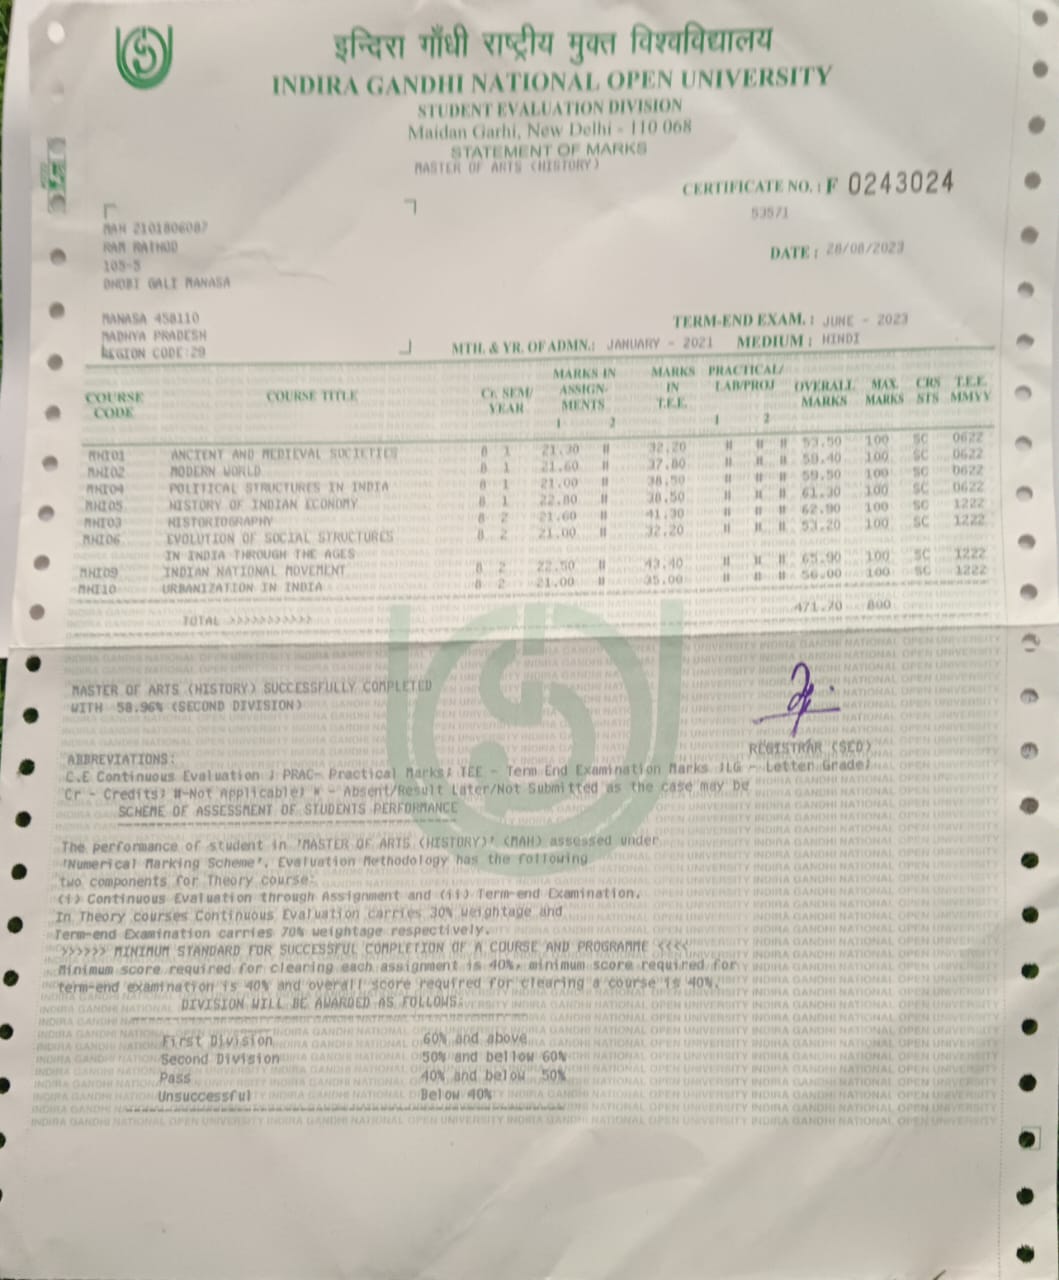 इन्दिरा गाँधी राष्ट्रीय मुक्त विश्वविद्यालय
INDIRA GANDHI NATIONAL OPEN UNIVERSITY
STUDENT EVALUATION DIVISION
Maidan Garhi, New Delhi - 110 068
STATEMENT OF MARKS
MASTER OF ARTS (HISTORY)
CERTIFICATE NO. : F 0243024
53571
MAH 2101806087
RAM RATHOD
DATE : 28/08/2023
105-5
DHOBI GALI MANASA
MANASA 458110
TERM-END EXAM. : JUNE - 2023
MADHYA PRADESH
REGION CODE:29
MTH. & YR. OF ADMN.: JANUARY - 2021 MEDIUM : HINDI
COURSE CODE COURSE TITLE Cr. SEM/ YEAR MARKS IN ASSIGN- MENTS 1 2 MARKS IN T.E.E. PRACTICAL/ LAB/PROJ 1 2 OVERALL MARKS MAX. MARKS CRS STS T.E.E. MMYY
MHI01 ANCIENT AND MEDIEVAL SOCIETIES 8 1 21.30 # 32.20 # # # 53.50 100 SC 0622
MHI02 MODERN WORLD 8 1 21.60 # 37.80 # # # 58.40 100 SC 0622
MHI04 POLITICAL STRUCTURES IN INDIA 8 1 21.00 # 38.50 # # # 59.50 100 SC 0622
MHI05 HISTORY OF INDIAN ECONOMY 8 1 22.80 # 38.50 # # # 61.30 100 SC 0622
MHI03 HISTORIOGRAPHY 8 2 21.60 # 41.30 # # # 62.90 100 SC 1222
MHI06 EVOLUTION OF SOCIAL STRUCTURES 8 2 21.00 # 32.20 # # # 53.20 100 SC 1222
IN INDIA THROUGH THE AGES
MHI09 INDIAN NATIONAL MOVEMENT 8 2 22.50 # 43.40 # # # 65.90 100 SC 1222
MHI10 URBANIZATION IN INDIA 8 2 21.00 # 35.00 # # # 56.00 100 SC 1222
TOTAL >>>>>>>>>>> 471.70 800
MASTER OF ARTS (HISTORY) SUCCESSFULLY COMPLETED
WITH 58.96% (SECOND DIVISION)
REGISTRAR (SED)
ABBREVIATIONS:
C.E Continuous Evaluation ; PRAC- Practical Marks; TEE - Term End Examination Marks ;LG - Letter Grade;
Cr - Credits; #-Not Applicable; * - Absent/Result Later/Not Submitted as the case may be
SCHEME OF ASSESSMENT OF STUDENTS PERFORMANCE
The performance of student in 'MASTER OF ARTS (HISTORY)' (MAH) assessed under
'Numerical Marking Scheme'. Evaluation Methodology has the following
two components for Theory course:
(i) Continuous Evaluation through Assignment and (ii) Term-end Examination.
In Theory courses Continuous Evaluation carries 30% weightage and
Term-end Examination carries 70% weightage respectively.
>>>>>> MINIMUM STANDARD FOR SUCCESSFUL COMPLETION OF A COURSE AND PROGRAMME <<<<
Minimum score required for clearing each assignment is 40%, minimum score required for
term-end examination is 40% and overall score required for clearing a course is 40%.
DIVISION WILL BE AWARDED AS FOLLOWS:
First Division 60% and above
Second Division 50% and bellow 60%
Pass 40% and below 50%
Unsuccessful Below 40%